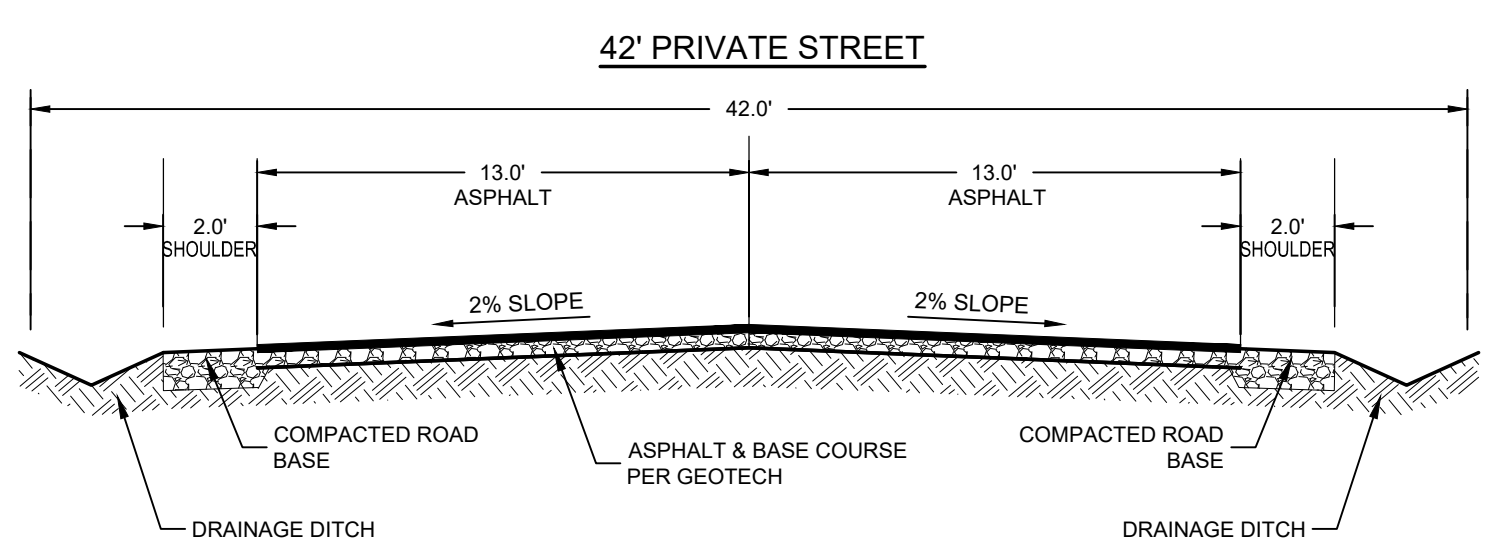 42' PRIVATE STREET
42.0'
13.0'
ASPHALT
13.0'
ASPHALT
2.0'
SHOULDER
2.0'
SHOULDER
2% SLOPE
2% SLOPE
COMPACTED ROAD
BASE
ASPHALT & BASE COURSE
PER GEOTECH
COMPACTED ROAD
BASE
DRAINAGE DITCH
DRAINAGE DITCH